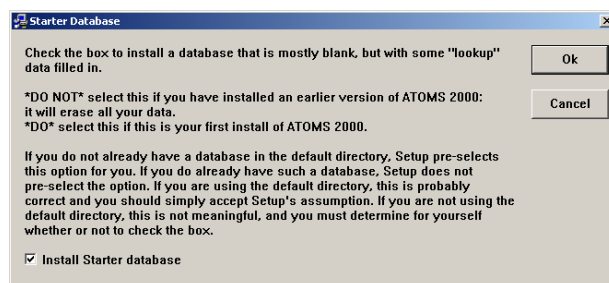 Starter Database
Check the box to install a database that is mostly blank, but with some "lookup"
data filled in.
Ok
*DO NOT* select this if you have installed an earlier version of ATOMS 2000:
it will erase all your data.
*DO* select this if this is your first install of ATOMS 2000.
Cancel
If you do not already have a database in the default directory, Setup pre-selects
this option for you. If you do already have such a database, Setup does not
pre-select the option. If you are using the default directory, this is probably
correct and you should simply accept Setup's assumption. If you are not using the
default directory, this is not meaningful, and you must determine for yourself
whether or not to check the box.
Install Starter database